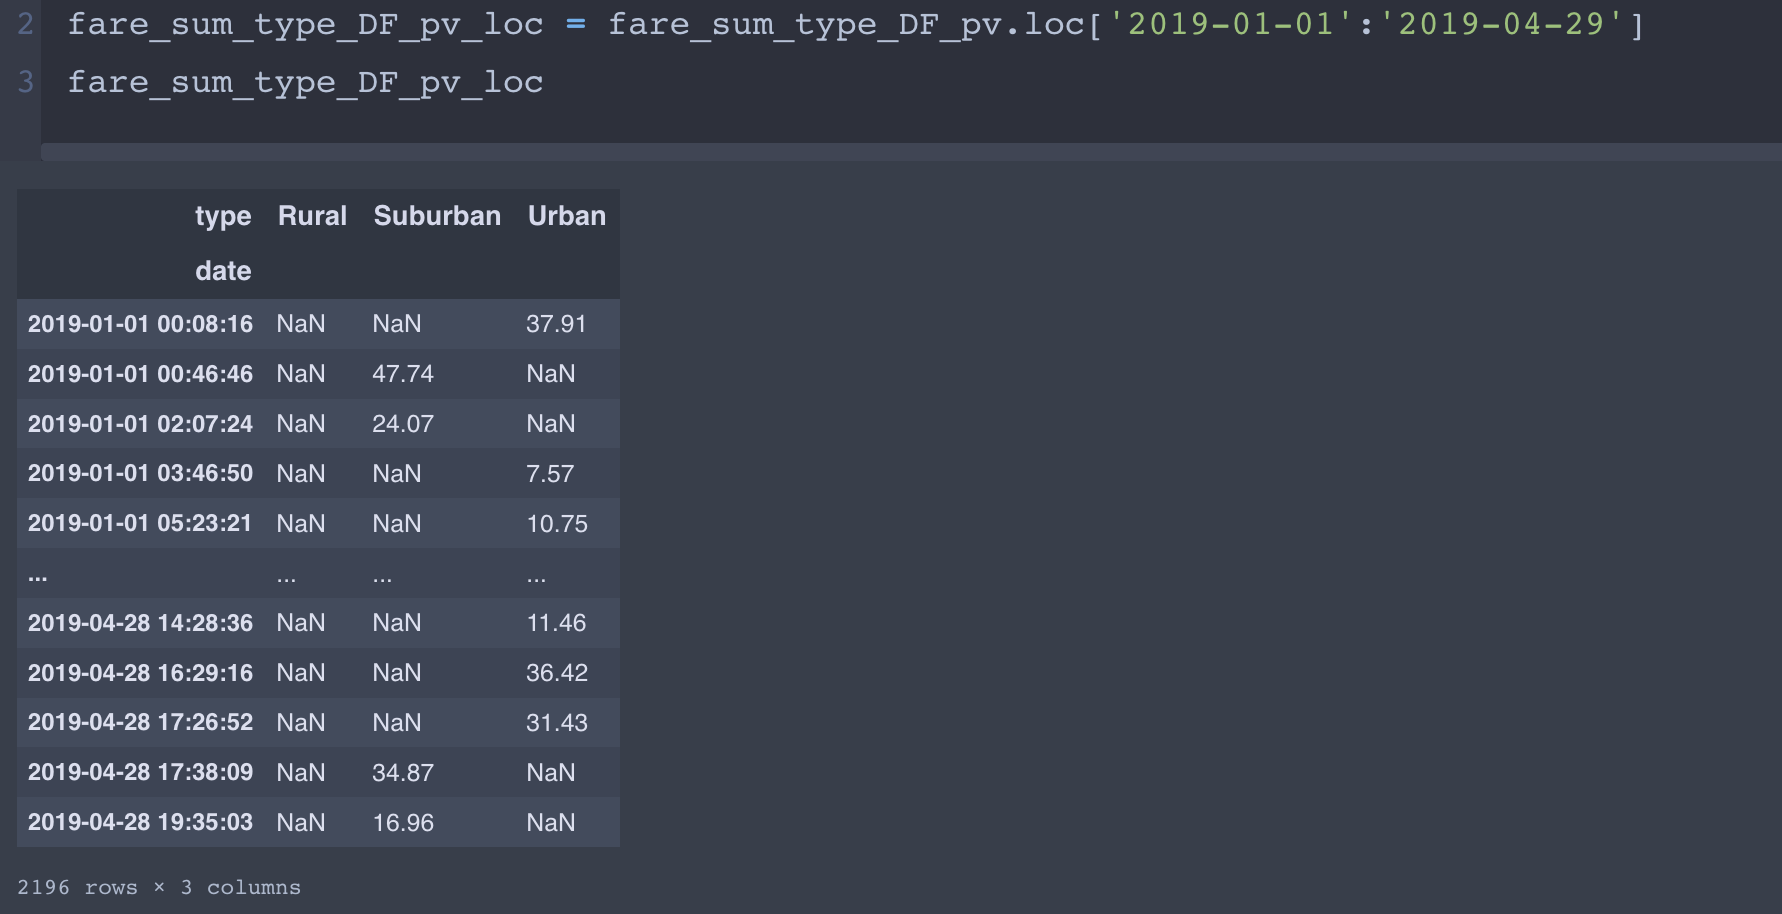 2 fare_sum_type_DF_pv_loc = fare_sum_type_DF_pv.loc['2019-01-01':'2019-04-29']
3 fare_sum_type_DF_pv_loc
type Rural Suburban Urban
date
2019-01-01 00:08:16 NaN NaN 37.91
2019-01-01 00:46:46 NaN 47.74 NaN
2019-01-01 02:07:24 NaN 24.07 NaN
2019-01-01 03:46:50 NaN NaN 7.57
2019-01-01 05:23:21 NaN NaN 10.75
... ... ... ...
2019-04-28 14:28:36 NaN NaN 11.46
2019-04-28 16:29:16 NaN NaN 36.42
2019-04-28 17:26:52 NaN NaN 31.43
2019-04-28 17:38:09 NaN 34.87 NaN
2019-04-28 19:35:03 NaN 16.96 NaN
2196 rows × 3 columns